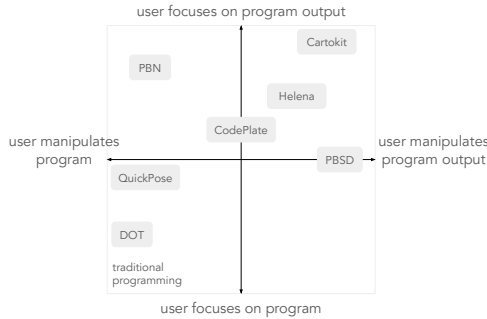 user focuses on program output
Cartokit
PBN
Helena
CodePlate
user manipulates
program
user manipulates
program output
PBSD
QuickPose
DOT
traditional
programming
user focuses on program